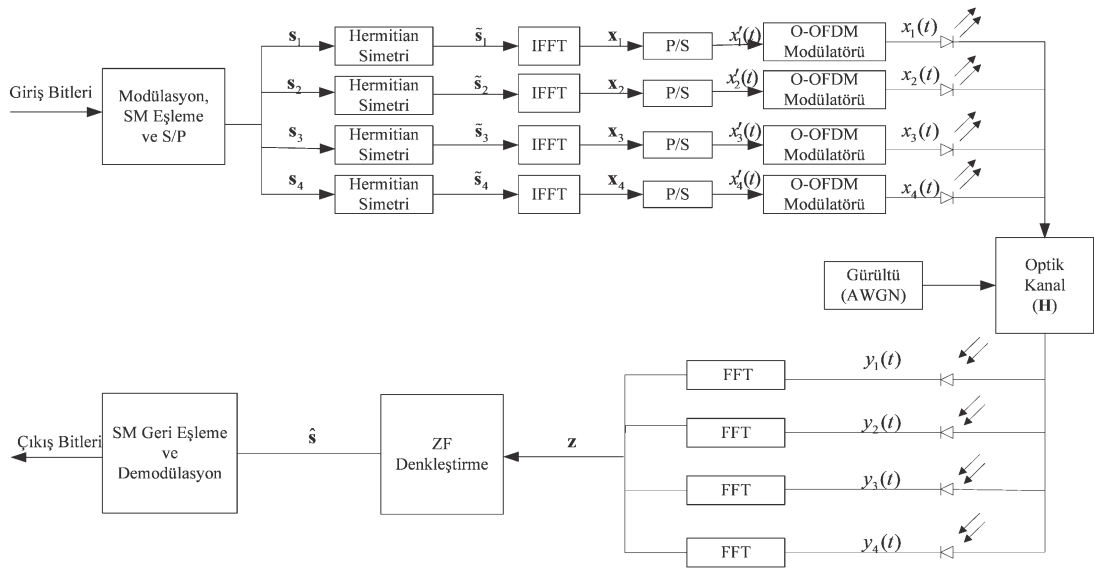 Giriş Bitleri
Modülasyon,
SM Eşleme
ve S/P
s1
Hermitian
Simetri
s̃1
IFFT
x1
P/S
x′1(t)
O-OFDM
Modülatörü
x1(t)
s2
Hermitian
Simetri
s̃2
IFFT
x2
P/S
x′2(t)
O-OFDM
Modülatörü
x2(t)
s3
Hermitian
Simetri
s̃3
IFFT
x3
P/S
x′3(t)
O-OFDM
Modülatörü
x3(t)
s4
Hermitian
Simetri
s̃4
IFFT
x4
P/S
x′4(t)
O-OFDM
Modülatörü
x4(t)
Gürültü
(AWGN)
Optik
Kanal
(H)
y1(t)
FFT
y2(t)
FFT
y3(t)
FFT
y4(t)
FFT
z
ZF
Denkleştirme
ŝ
SM Geri Eşleme
ve
Demodülasyon
Çıkış Bitleri